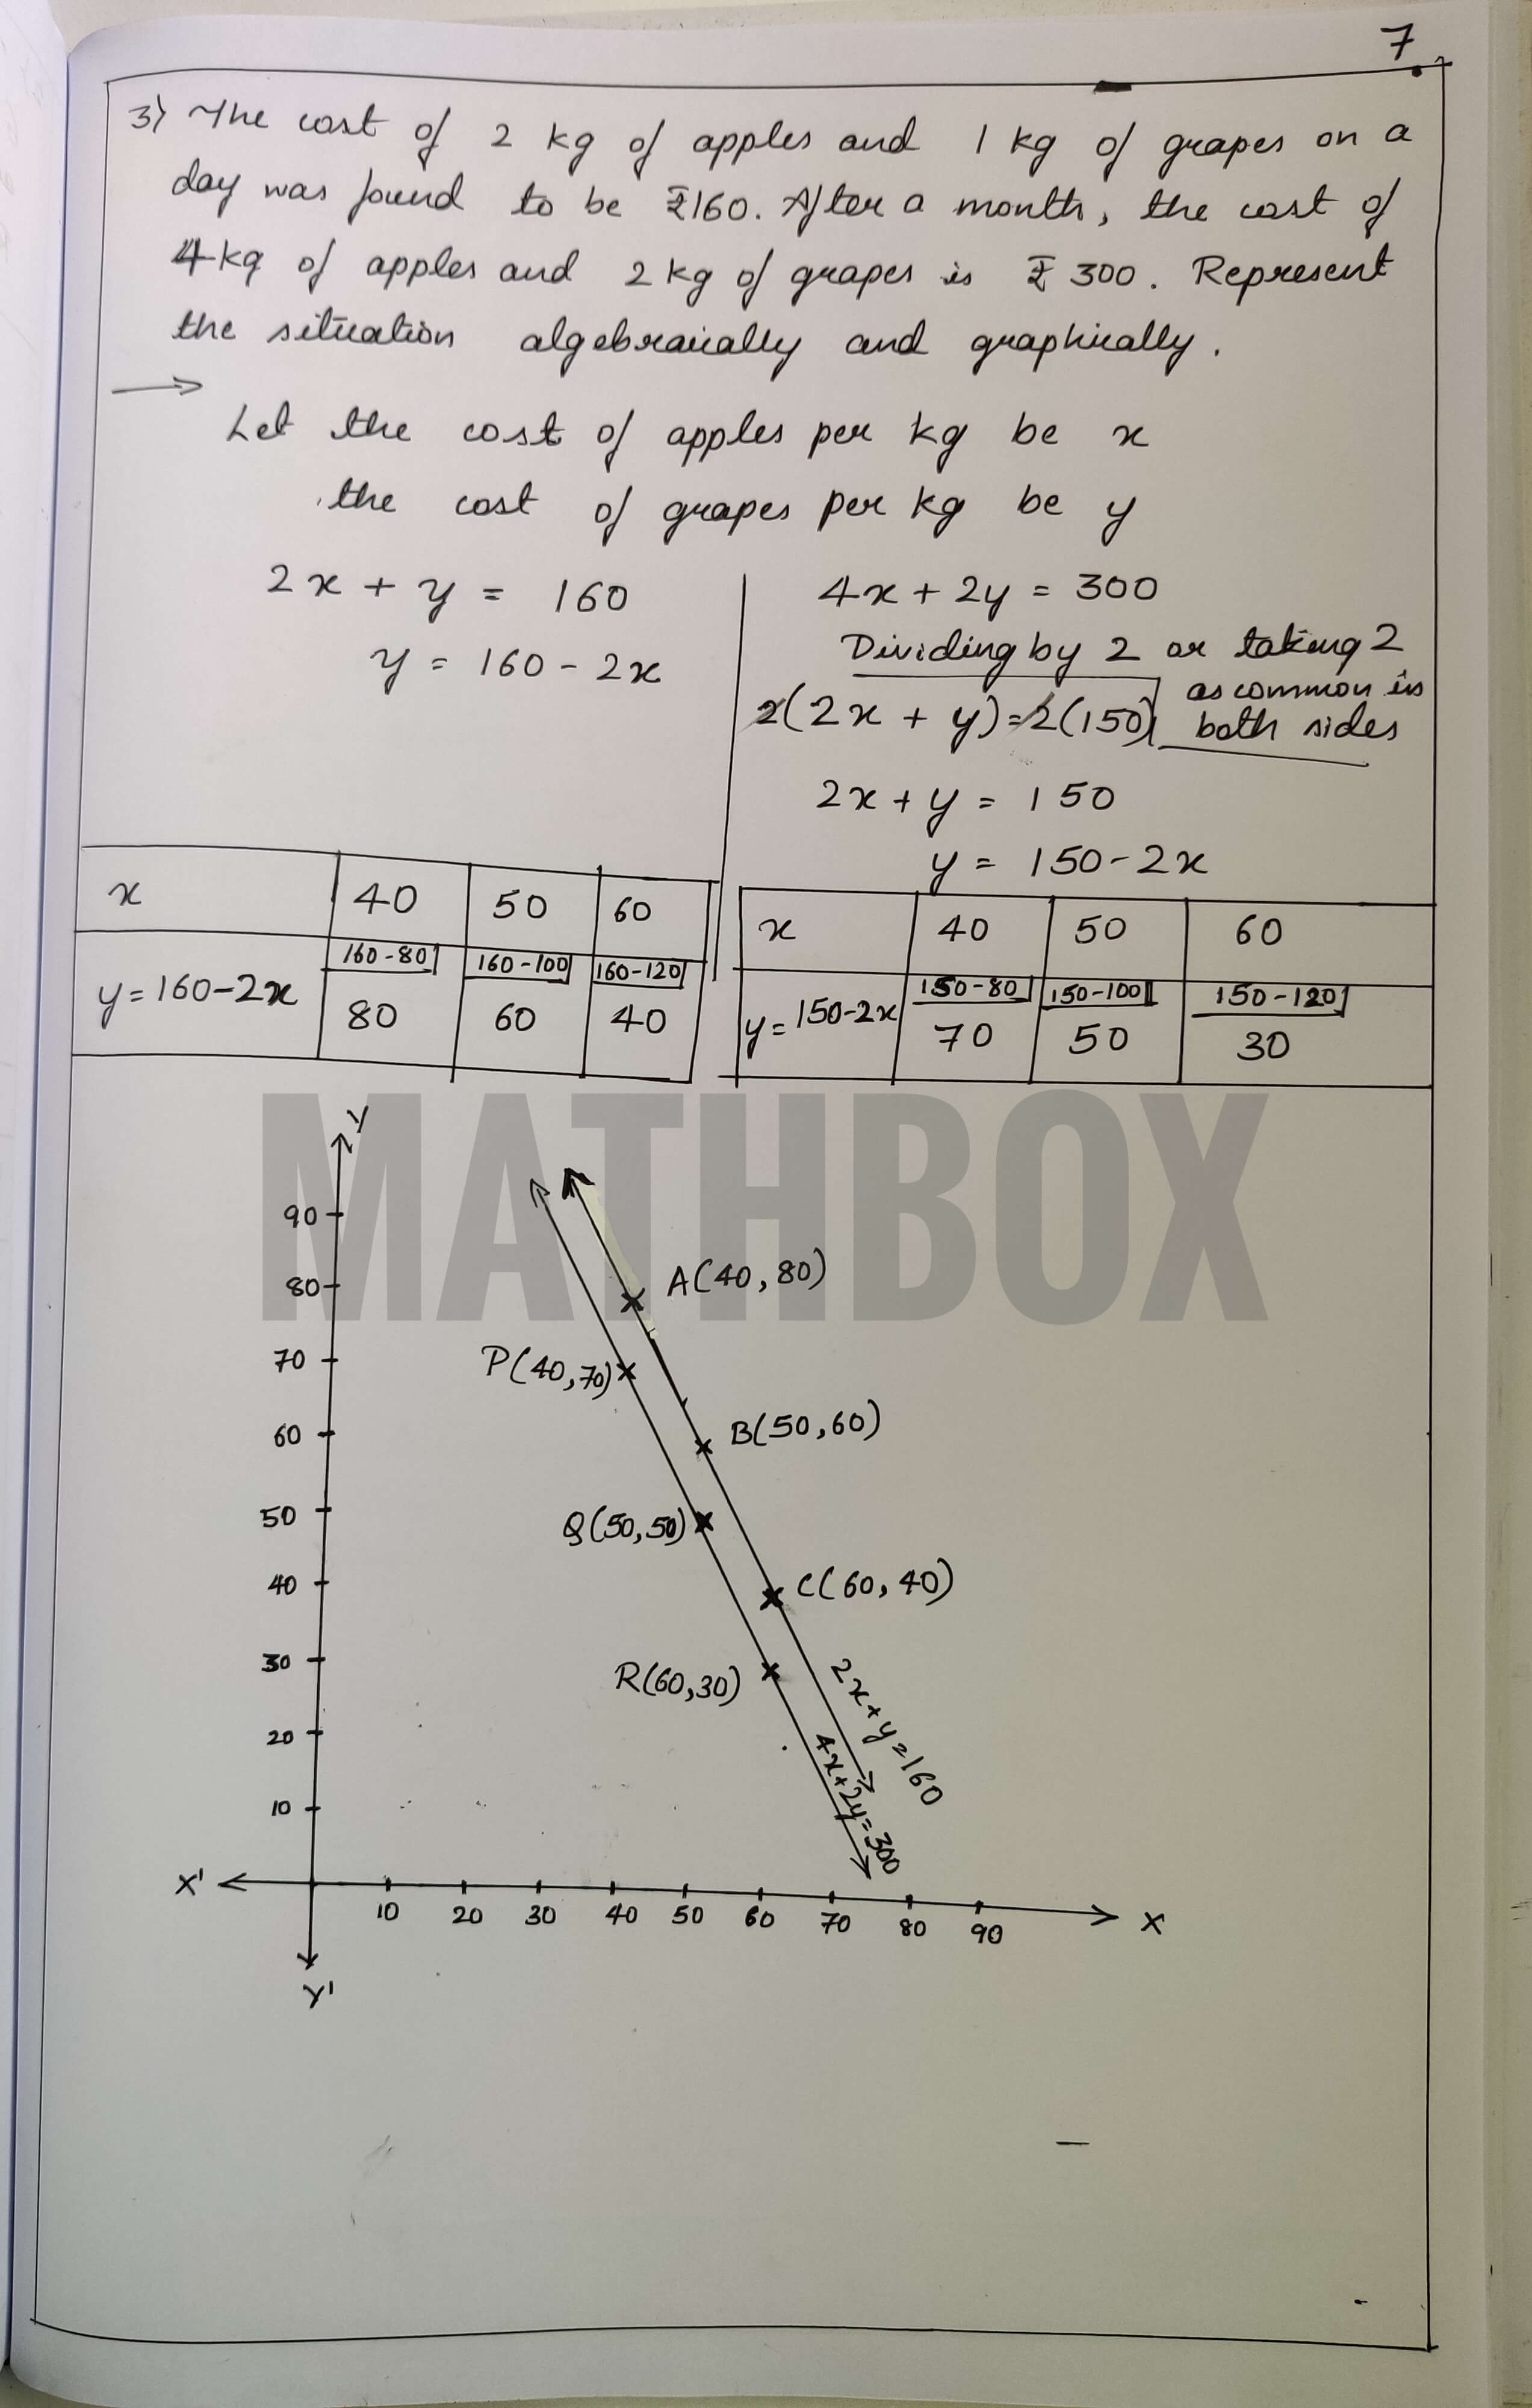 7.
3) The cost of 2 kg of apples and 1 kg of grapes on a
day was found to be ₹160. After a month, the cost of
4 kg of apples and 2 kg of grapes is ₹ 300. Represent
the situation algebraically and graphically.
→
Let the cost of apples per kg be x
the cost of grapes per kg be y
2x + y = 160
y = 160 - 2x
4x + 2y = 300
Dividing by 2 or taking 2
as common in
both sides
2(2x + y) = 2(150)
2x + y = 150
y = 150 - 2x
x 40 50 60
160-80 160-100 160-120
y = 160-2x 80 60 40
x 40 50 60
150-80 150-100 150-120
y = 150-2x 70 50 30
MATHBOX
Y
90
80
70
60
50
40
30
20
10
A(40,80)
P(40,70)
B(50,60)
Q(50,50)
C(60,40)
R(60,30)
2x+y=160
4x+2y=300
X' 10 20 30 40 50 60 70 80 90 X
Y'